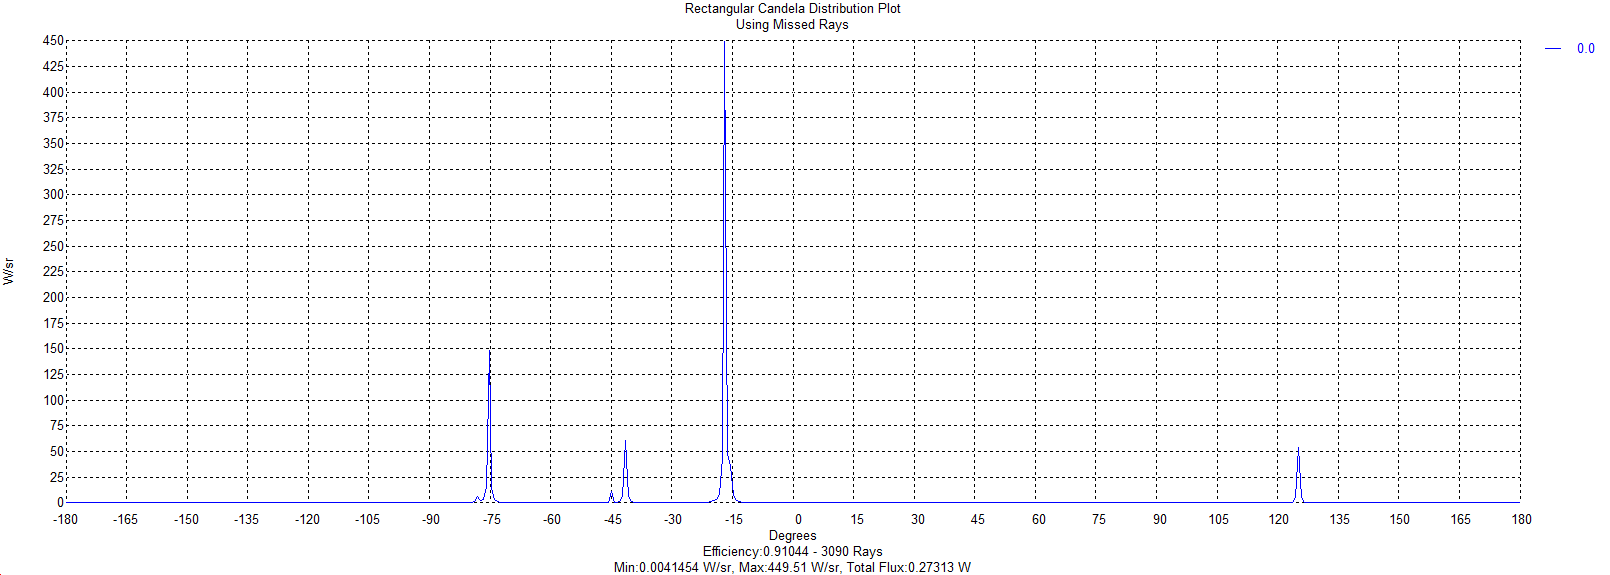 Rectangular Candela Distribution Plot
Using Missed Rays
0.0
450
425
400
375
350
325
300
275
250
225
200
175
150
125
100
75
50
25
0
W/sr
-180 -165 -150 -135 -120 -105 -90 -75 -60 -45 -30 -15 0 15 30 45 60 75 90 105 120 135 150 165 180
Degrees
Efficiency:0.91044 - 3090 Rays
Min:0.0041454 W/sr, Max:449.51 W/sr, Total Flux:0.27313 W